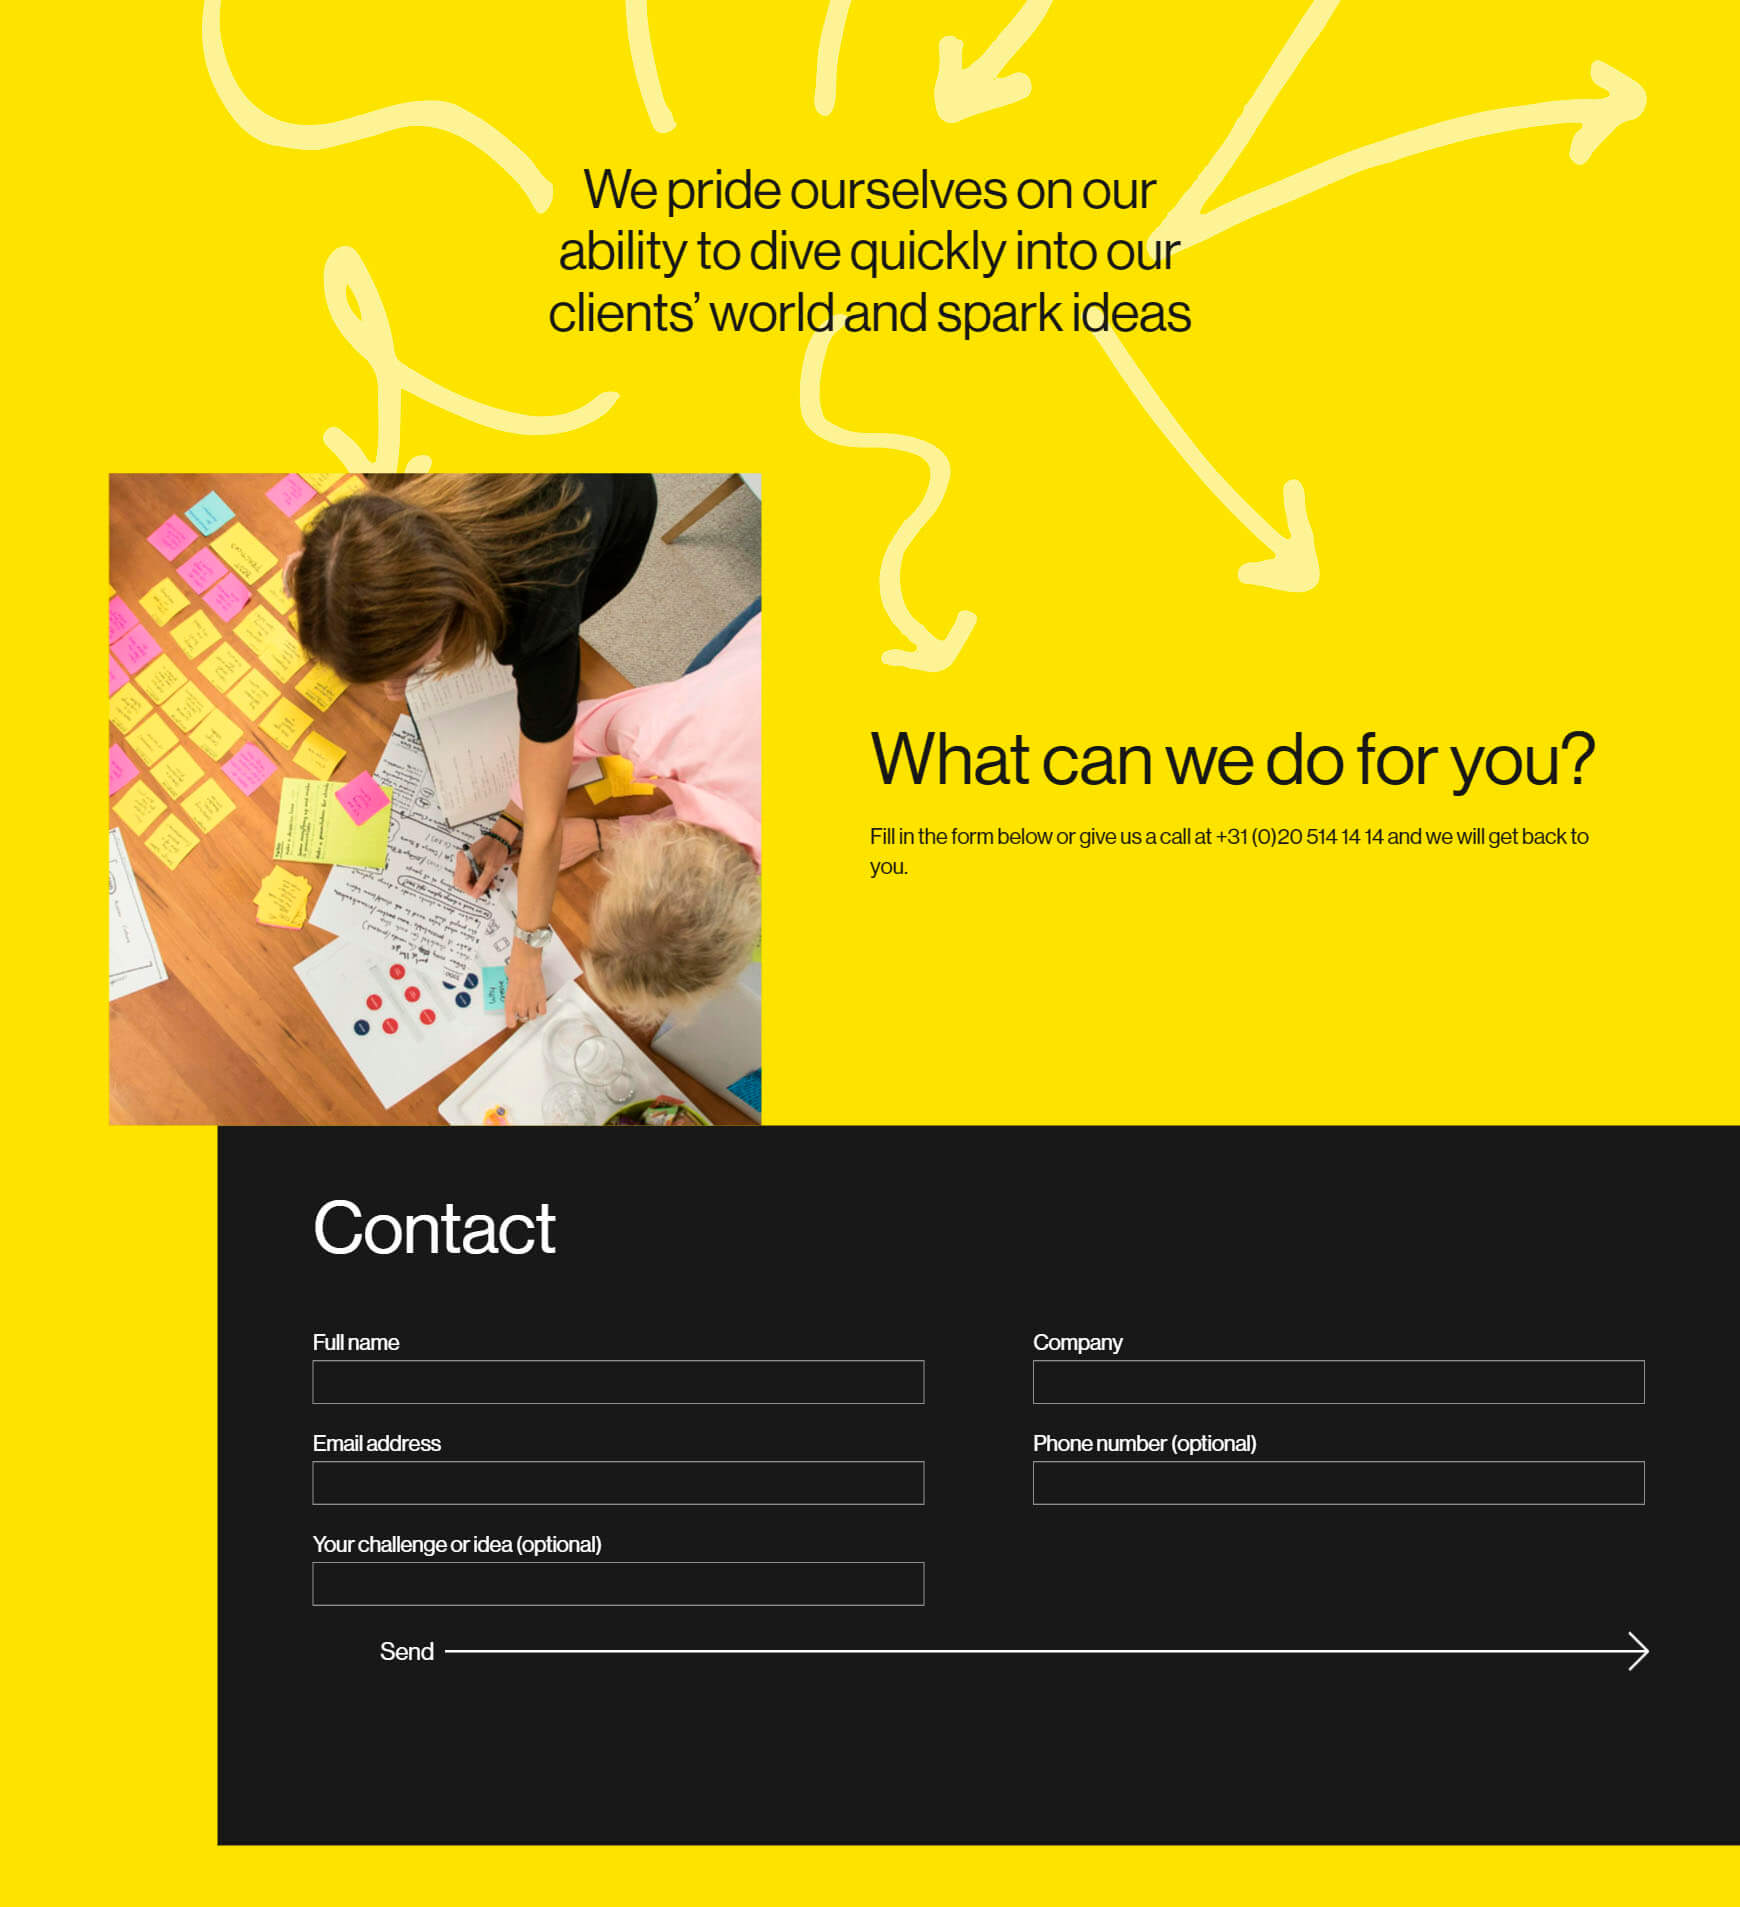 We pride ourselves on our
ability to dive quickly into our
clients’ world and spark ideas
What can we do for you?
Fill in the form below or give us a call at +31 (0)20 514 14 14 and we will get back to
you.
Contact
Full name
Company
Email address
Phone number (optional)
Your challenge or idea (optional)
Send